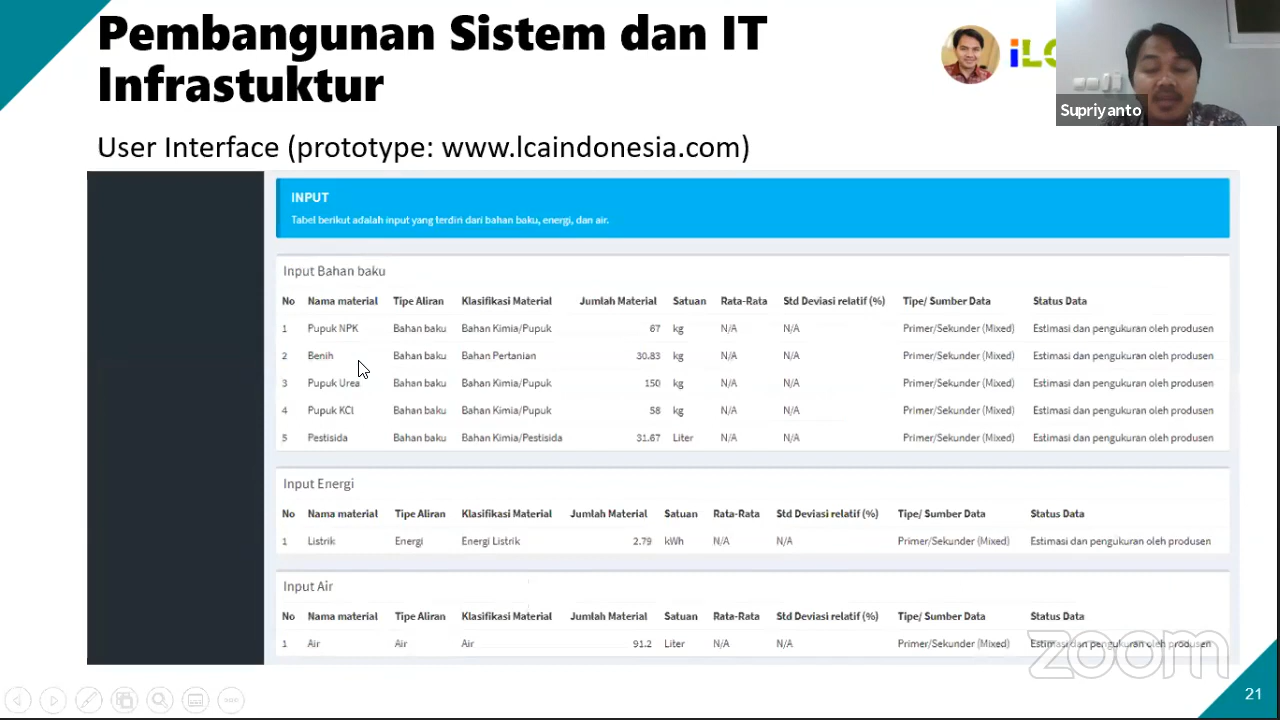 Pembangunan Sistem dan IT
Infrastuktur
iLC
Supriyanto
User Interface (prototype: www.lcaindonesia.com)
INPUT
Tabel berikut adalah input yang terdiri dari bahan baku, energi, dan air.
Input Bahan baku
No Nama material Tipe Aliran Klasifikasi Material Jumlah Material Satuan Rata-Rata Std Deviasi relatif (%) Tipe/ Sumber Data Status Data
1 Pupuk NPK Bahan baku Bahan Kimia/Pupuk 67 kg N/A N/A Primer/Sekunder (Mixed) Estimasi dan pengukuran oleh produsen
2 Benih Bahan baku Bahan Pertanian 30.83 kg N/A N/A Primer/Sekunder (Mixed) Estimasi dan pengukuran oleh produsen
3 Pupuk Urea Bahan baku Bahan Kimia/Pupuk 150 kg N/A N/A Primer/Sekunder (Mixed) Estimasi dan pengukuran oleh produsen
4 Pupuk KCl Bahan baku Bahan Kimia/Pupuk 58 kg N/A N/A Primer/Sekunder (Mixed) Estimasi dan pengukuran oleh produsen
5 Pestisida Bahan baku Bahan Kimia/Pestisida 31.67 Liter N/A N/A Primer/Sekunder (Mixed) Estimasi dan pengukuran oleh produsen
Input Energi
No Nama material Tipe Aliran Klasifikasi Material Jumlah Material Satuan Rata-Rata Std Deviasi relatif (%) Tipe/ Sumber Data Status Data
1 Listrik Energi Energi Listrik 2.79 kWh N/A N/A Primer/Sekunder (Mixed) Estimasi dan pengukuran oleh produsen
Input Air
No Nama material Tipe Aliran Klasifikasi Material Jumlah Material Satuan Rata-Rata Std Deviasi relatif (%) Tipe/ Sumber Data Status Data
1 Air Air Air 91.2 Liter N/A N/A Primer/Sekunder (Mixed) Estimasi dan pengukuran oleh produsen
zoom
21